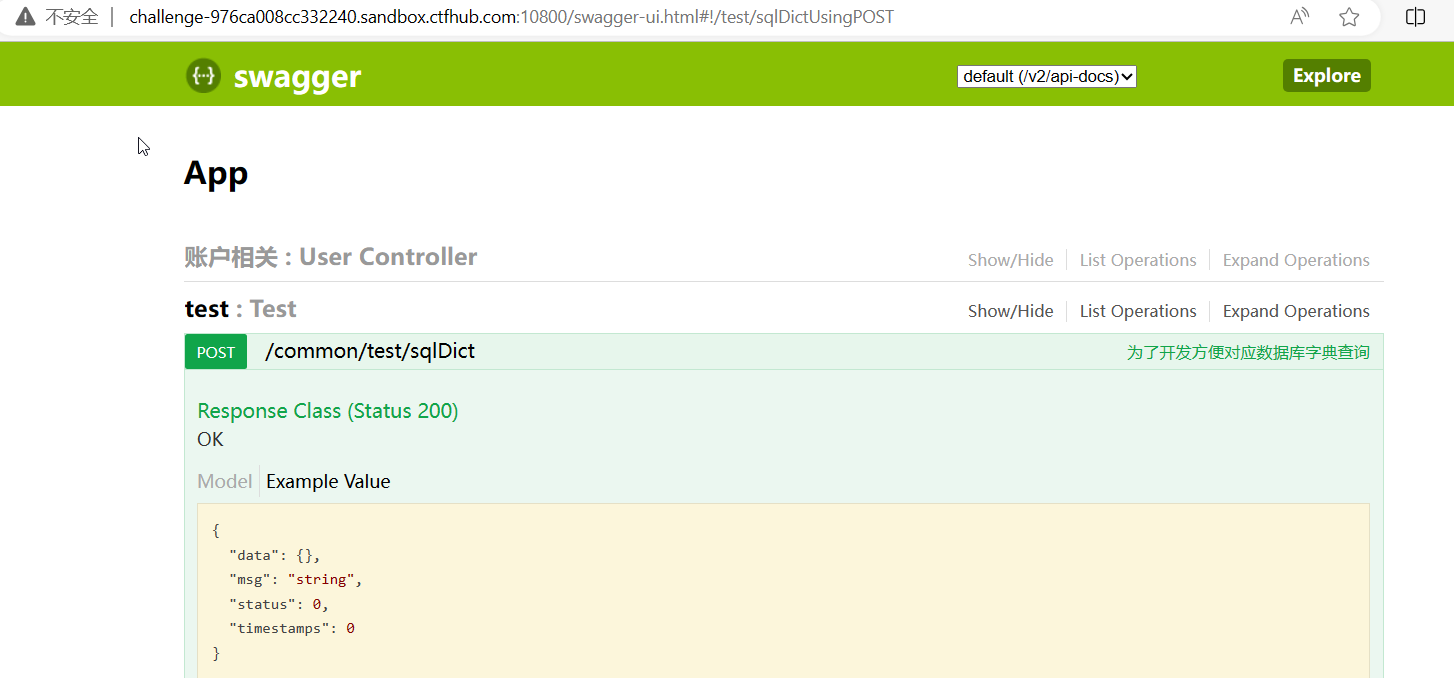 不安全 | challenge-976ca008cc332240.sandbox.ctfhub.com:10800/swagger-ui.html#!/test/sqlDictUsingPOST
{···} swagger default (/v2/api-docs) Explore
App
账户相关 : User Controller Show/Hide List Operations Expand Operations
test : Test Show/Hide List Operations Expand Operations
POST /common/test/sqlDict 为了开发方便对应数据库字典查询
Response Class (Status 200)
OK
Model Example Value
{
"data": {},
"msg": "string",
"status": 0,
"timestamps": 0
}